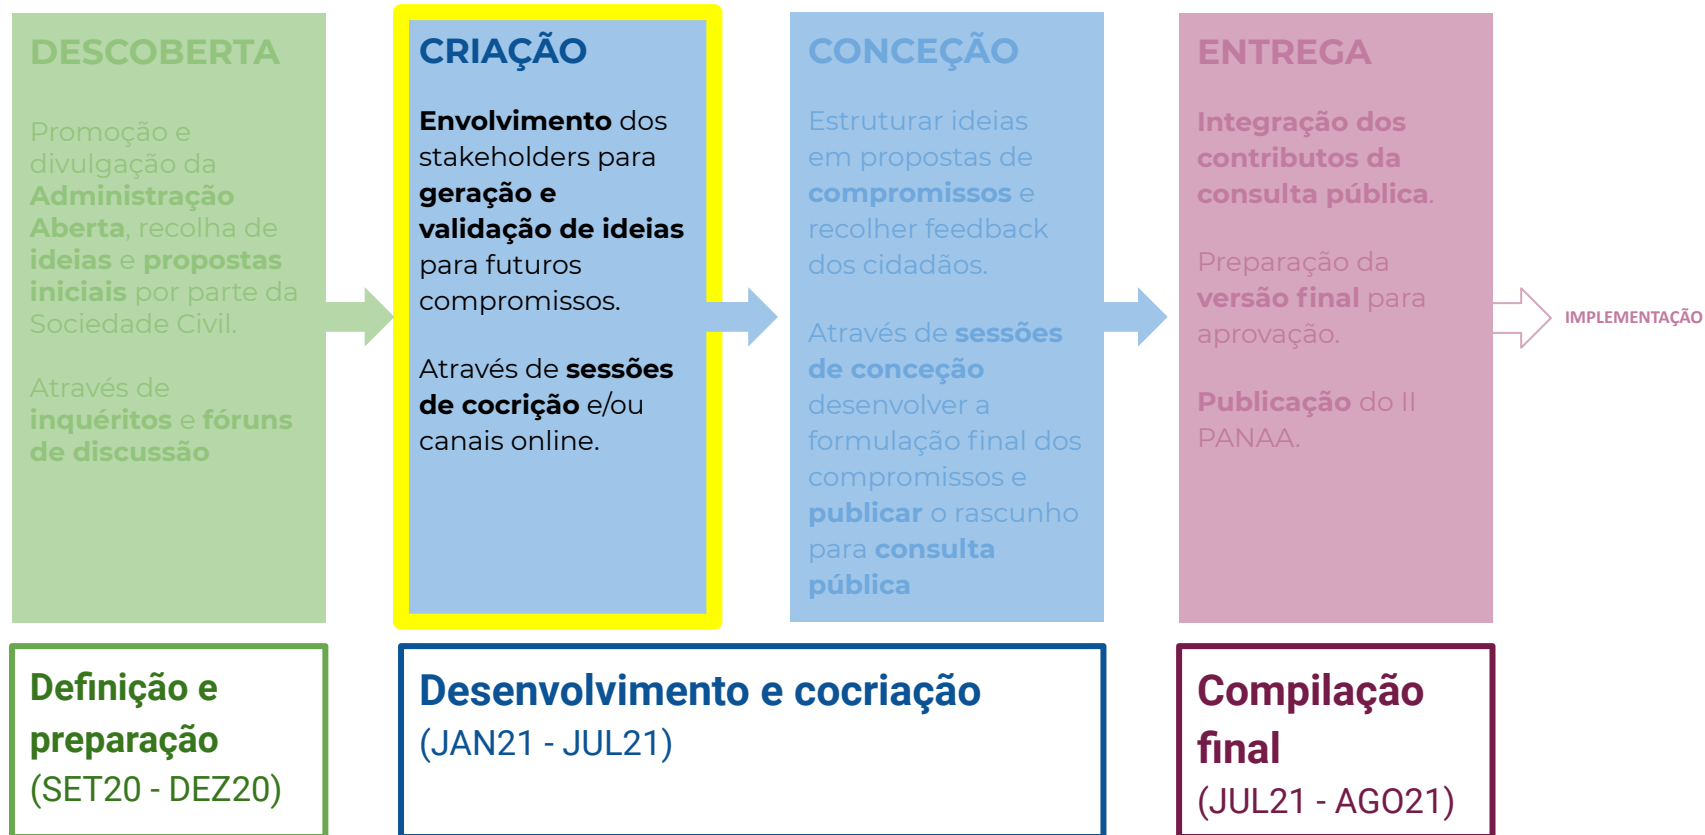 DESCOBERTA
Promoção e
divulgação da
Administração
Aberta, recolha de
ideias e propostas
iniciais por parte da
Sociedade Civil.
Através de
inquéritos e fóruns
de discussão
CRIAÇÃO
Envolvimento dos
stakeholders para
geração e
validação de ideias
para futuros
compromissos.
Através de sessões
de cocrição e/ou
canais online.
CONCEÇÃO
Estruturar ideias
em propostas de
compromissos e
recolher feedback
dos cidadãos.
Através de sessões
de conceção
desenvolver a
formulação final dos
compromissos e
publicar o rascunho
para consulta
pública
ENTREGA
Integração dos
contributos da
consulta pública.
Preparação da
versão final para
aprovação.
Publicação do II
PANAA.
IMPLEMENTAÇÃO
Definição e
preparação
(SET20 - DEZ20)
Desenvolvimento e cocriação
(JAN21 - JUL21)
Compilação
final
(JUL21 - AGO21)